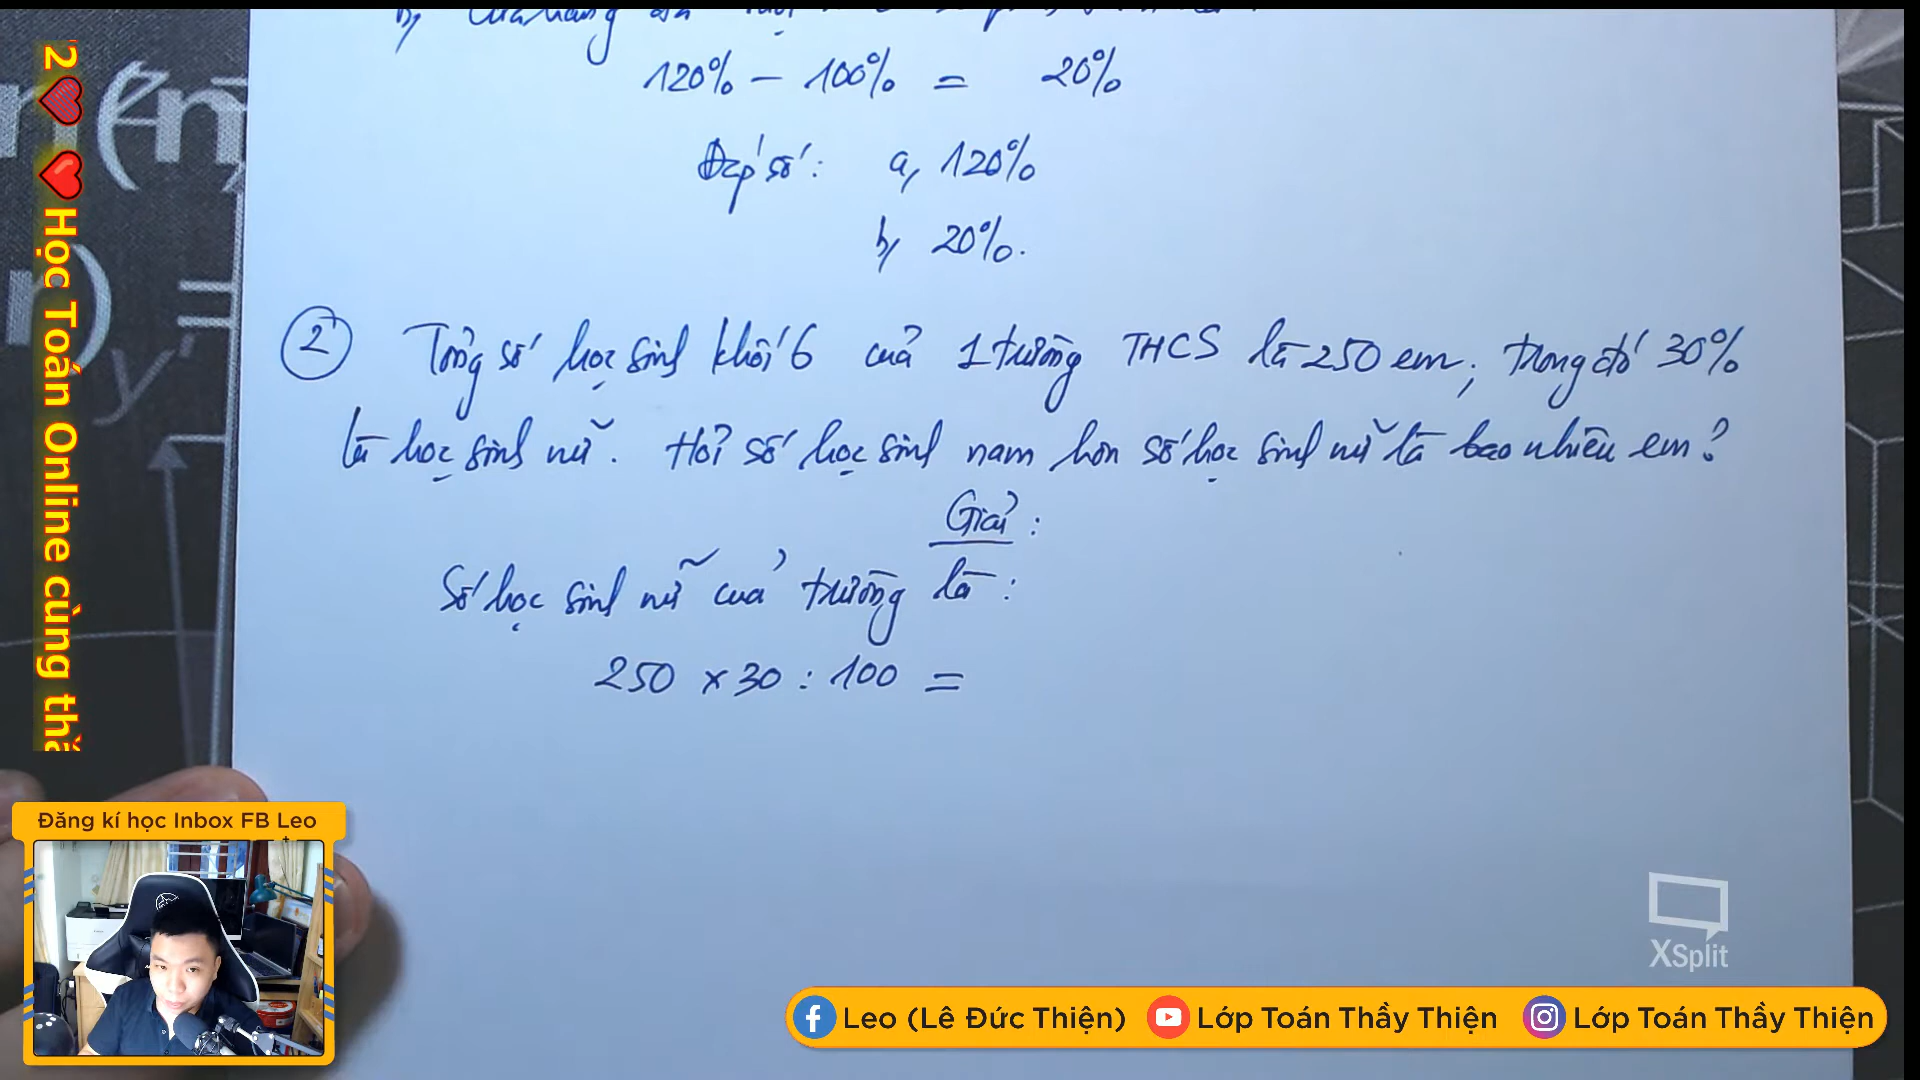 120% - 100% = 20%
Đáp số: a, 120%
b, 20%.
2 Tổng số học sinh khối 6 của 1 trường THCS là 250 em, trong đó 30%
là học sinh nữ. Hỏi số học sinh nam hơn số học sinh nữ là bao nhiêu em?
Giải:
Số học sinh nữ của trường là:
250 x 30 : 100 =
2 ❤ ❤ Học Toán Online cùng
Đăng kí học Inbox FB Leo
XSplit
Leo (Lê Đức Thiện) Lớp Toán Thầy Thiện Lớp Toán Thầy Thiện